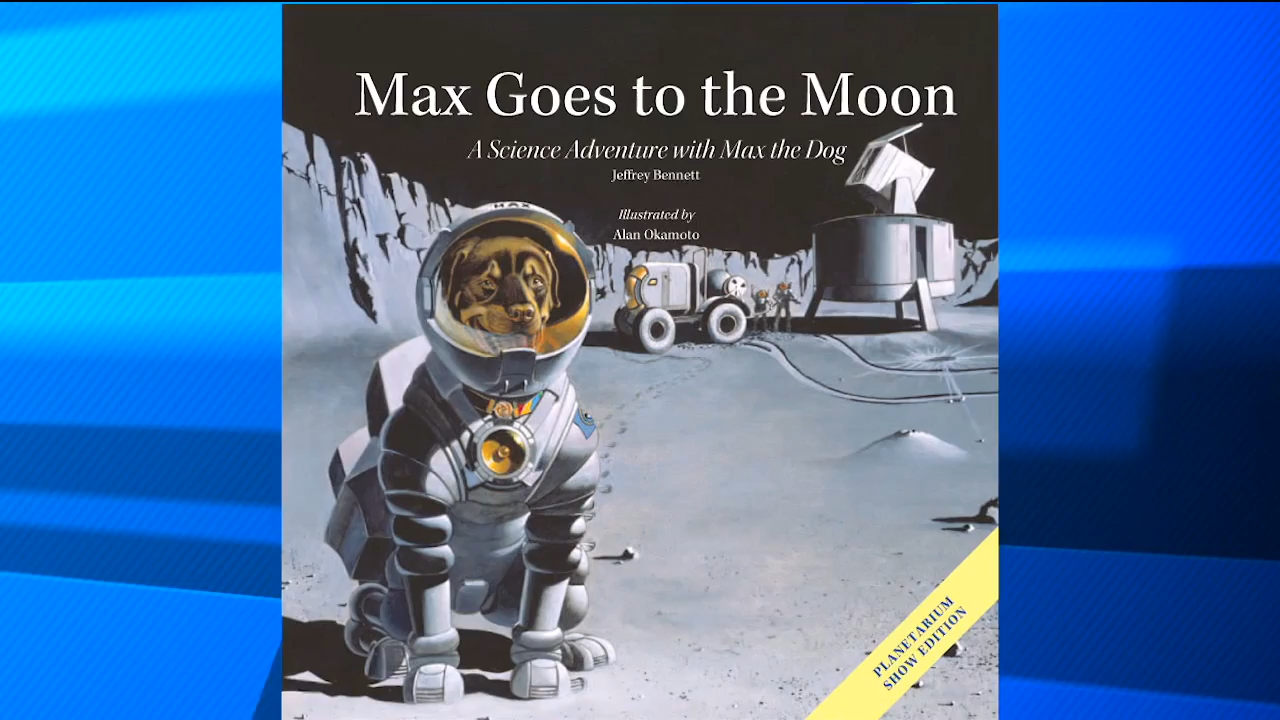 Max Goes to the Moon
A Science Adventure with Max the Dog
Jeffrey Bennett
Illustrated by
Alan Okamoto
MAX
PLANETARIUM
SHOW EDITION